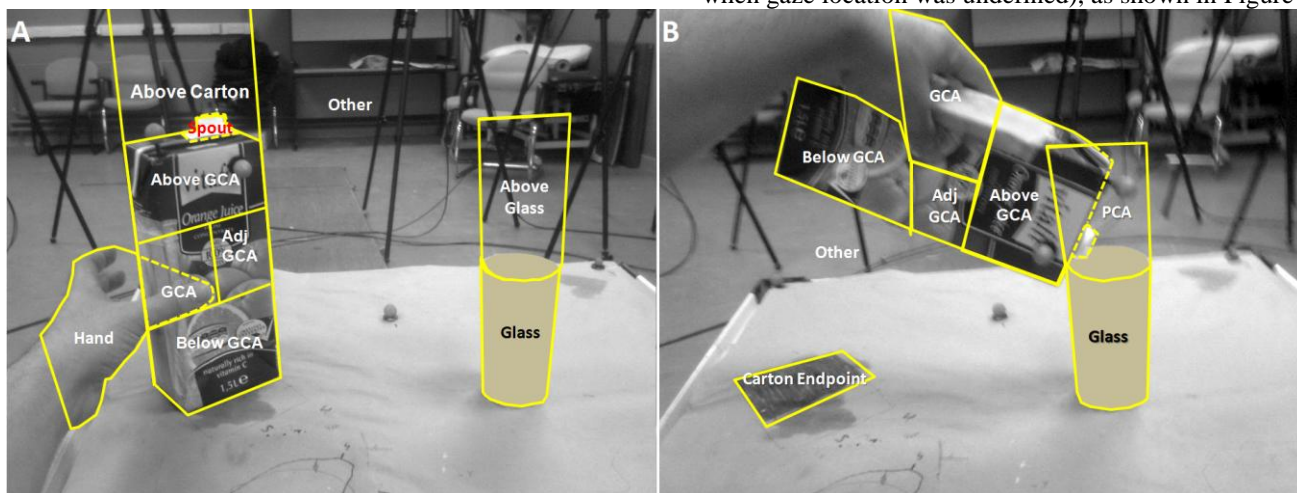 when gaze location was undefined), as shown in Figure
A
Above Carton
Other
Spout
Above GCA
Orange Juice
Adj
GCA
GCA
Hand
Below GCA
naturally rich in
vitamin C
1,5L℮
Above
Glass
Glass
B
GCA
1,5L℮
Below GCA
Adj
GCA
Above
GCA
PCA
Other
Glass
Carton Endpoint